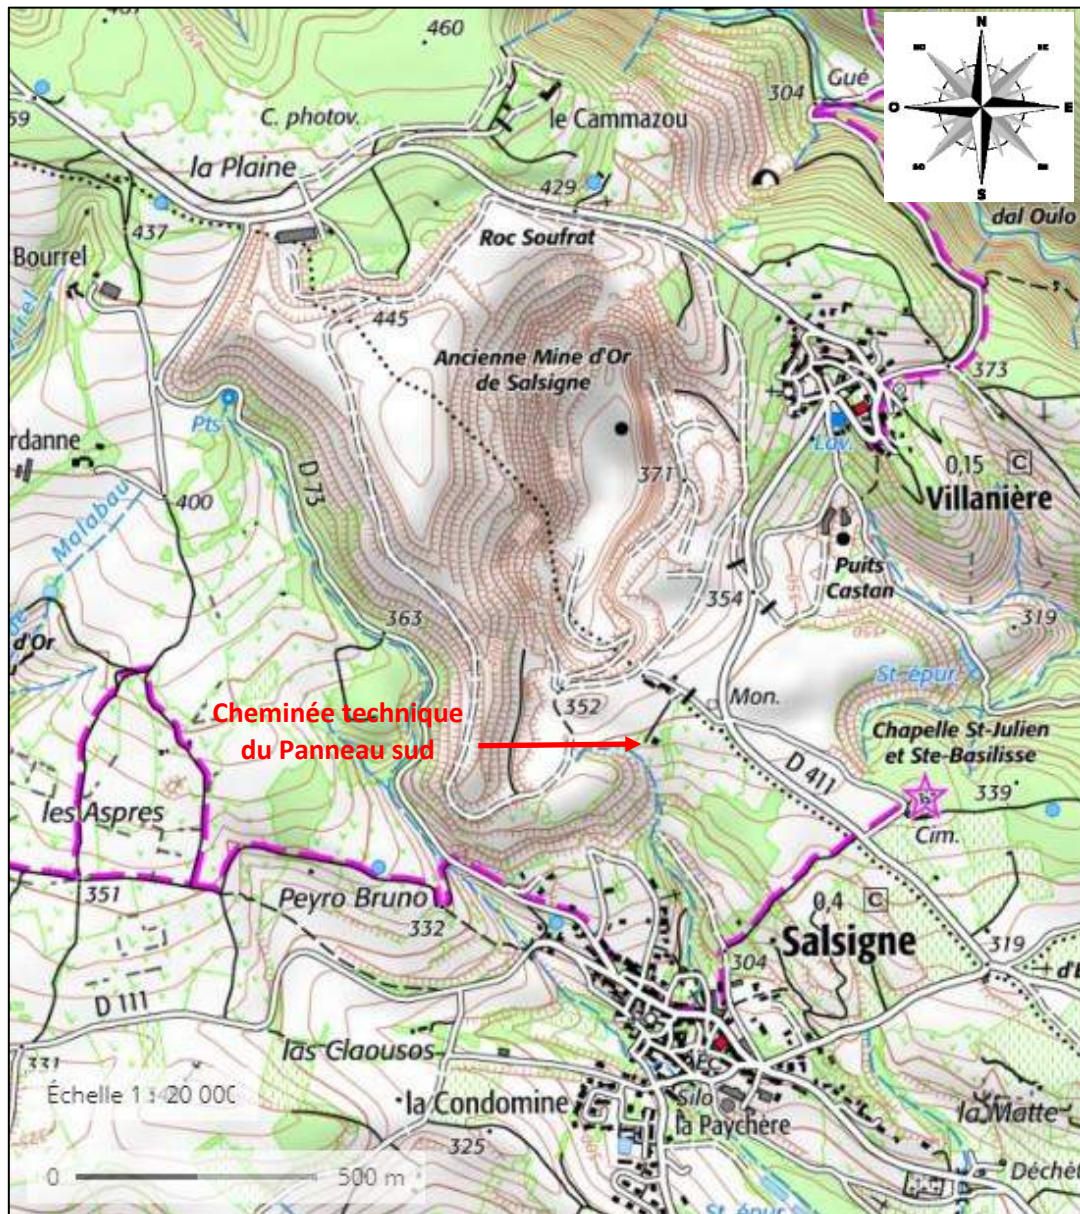 460
N
304
Gué
O
E
S
C. photov.
le Cammazou
59
la Plaine
429
dal Oulo
437
Roc Soufrat
Bourrel
445
Ancienne Mine d'Or
de Salsigne
373
Pts
Lav.
rdanne
D 73
371
0,15 C
Villanière
400
Malabau
Puits
Castan
354
363
319
d'Or
St. épur.
Mon.
352
Cheminée technique
du Panneau sud
Chapelle St-Julien
et Ste-Basilisse
D 411
339
les Aspres
Cim.
351
Peyro Bruno
332
0,4 C
Salsigne
319
304
D 111
las Claousos
331
Échelle 1 : 20 000
la Condomine
Silo
la Paychère
la Matte
325
0 500 m
Déchèt
St. épur.